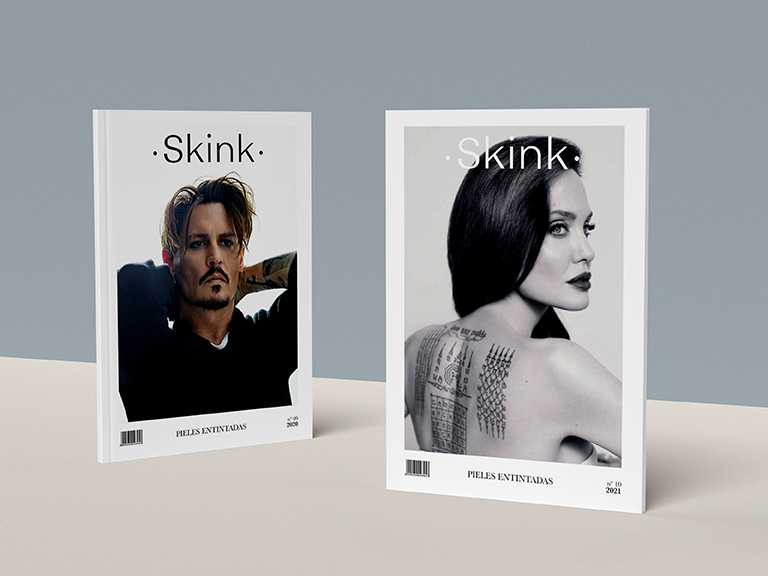 ·Skink·
PIELES ENTINTADAS
nº 06
2020
·Skink·
PIELES ENTINTADAS
nº 10
2021